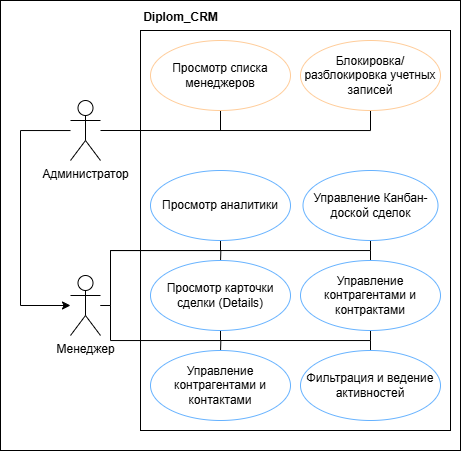 Diplom_CRM
Просмотр списка
менеджеров
Блокировка/
разблокировка учетных
записей
Администратор
Просмотр аналитики
Управление Канбан-
доской сделок
Просмотр карточки
сделки (Details)
Управление
контрагентами и
контрактами
Менеджер
Управление
контрагентами и
контактами
Фильтрация и ведение
активностей